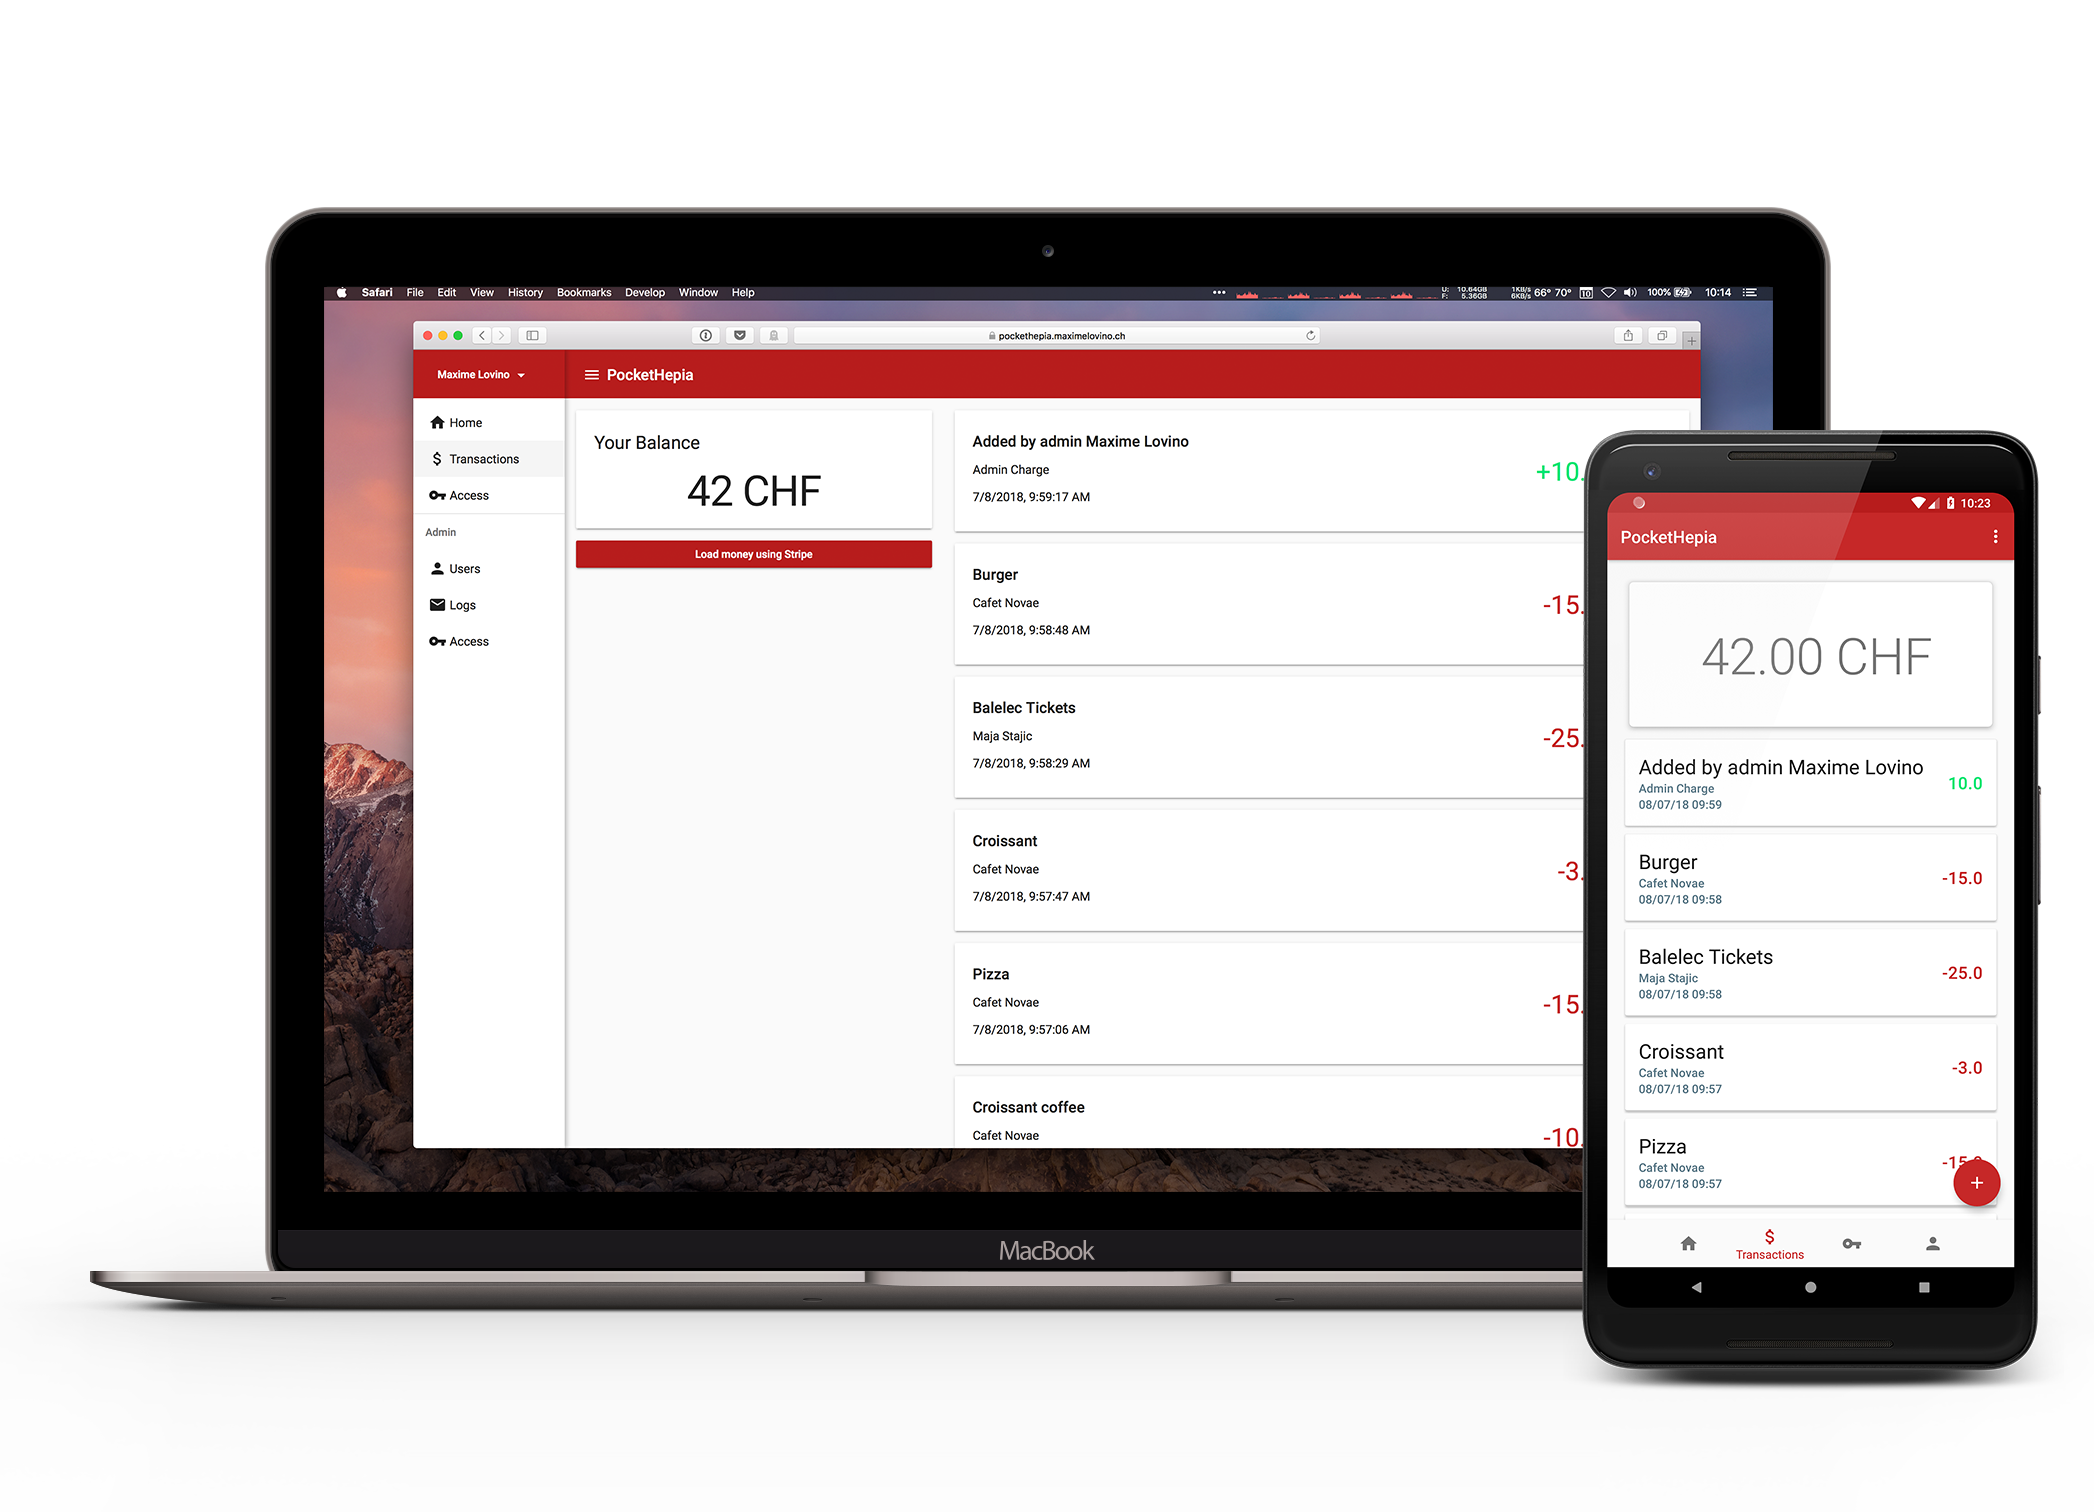 Safari File Edit View History Bookmarks Develop Window Help
••• U: 10.64GB F: 5.36GB 1KB/s 6KB/s 66° 70° 10 100% 10:14
pockethepia.maximelovino.ch
Maxime Lovino
PocketHepia
Home
Transactions
Access
Admin
Users
Logs
Access
Your Balance
42 CHF
Load money using Stripe
Added by admin Maxime Lovino
Admin Charge
+10.
7/8/2018, 9:59:17 AM
Burger
Cafet Novae
-15.
7/8/2018, 9:58:48 AM
Balelec Tickets
Maja Stajic
-25.
7/8/2018, 9:58:29 AM
Croissant
Cafet Novae
-3.
7/8/2018, 9:57:47 AM
Pizza
Cafet Novae
-15.
7/8/2018, 9:57:06 AM
Croissant coffee
Cafet Novae
-10.
MacBook
10:23
PocketHepia
42.00 CHF
Added by admin Maxime Lovino
Admin Charge
10.0
08/07/18 09:59
Burger
Cafet Novae
-15.0
08/07/18 09:58
Balelec Tickets
Maja Stajic
-25.0
08/07/18 09:58
Croissant
Cafet Novae
-3.0
08/07/18 09:57
Pizza
Cafet Novae
-15.0
08/07/18 09:57
+
Transactions